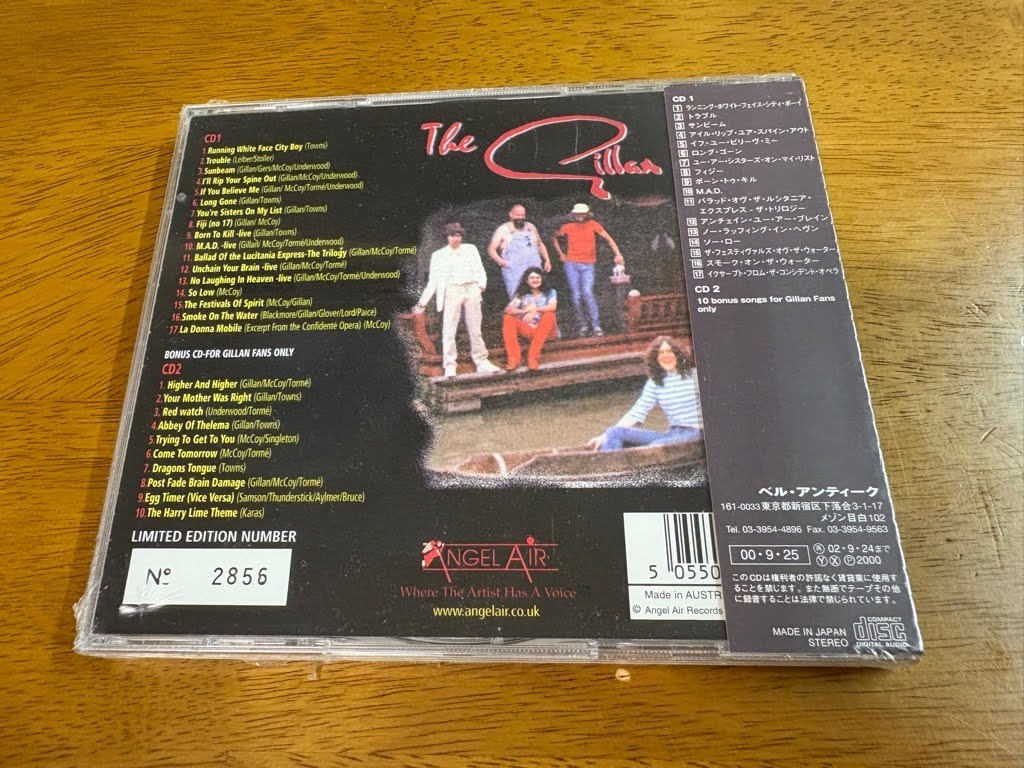 The Gillan
CD1
1. Running White Face City Boy (Towns)
2. Trouble (Leiber/Stoller)
3. Sunbeam (Gillan/Gers/McCoy/Underwood)
4. I'll Rip Your Spine Out (Gillan/McCoy/Underwood)
5. If You Believe Me (Gillan/ McCoy/Tormé/Underwood)
6. Long Gone (Gillan/Towns)
7. You're Sisters On My List (Gillan/Towns)
8. Fiji (no 17) (Gillan/ McCoy)
9. Born To Kill -live (Gillan/Towns)
10. M.A.D. -live (Gillan/ McCoy/Tormé/Underwood)
11. Ballad Of the Lucitania Express-The Trilogy (Gillan/McCoy/Tormé)
12. Unchain Your Brain -live (Gillan/McCoy/Tormé)
13. No Laughing In Heaven -live (Gillan/McCoy/Tormé/Underwood)
14. So Low (McCoy)
15. The Festivals Of Spirit (McCoy/Gillan)
16. Smoke On The Water (Blackmore/Gillan/Glover/Lord/Paice)
17 La Donna Mobile (Excerpt From the Confidenté Opera) (McCoy)
BONUS CD-FOR GILLAN FANS ONLY
CD2
1. Higher And Higher (Gillan/McCoy/Tormé)
2. Your Mother Was Right (Gillan/Towns)
3. Red watch (Underwood/Tormé)
4. Abbey Of Thelema (Gillan/Towns)
5. Trying To Get To You (McCoy/Singleton)
6 Come Tomorrow (McCoy/Tormé)
7. Dragons Tongue (Towns)
8. Post Fade Brain Damage (Gillan/McCoy/Tormé)
9. Egg Timer (Vice Versa) (Samson/Thunderstick/Aylmer/Bruce)
10. The Harry Lime Theme (Karas)
LIMITED EDITION NUMBER
Nº 2856
ANGEL AIR
Where The Artist Has A Voice
www.angelair.co.uk
5 05550
Made in AUSTR
© Angel Air Records
CD 1
1 ランニング・ホワイト・フェイス・シティ・ボーイ
2 トラブル
3 サンビーム
4 アイル・リップ・ユア・スパイン・アウト
5 イフ・ユー・ビリーヴ・ミー
6 ロング・ゴーン
7 ユー・アー・シスターズ・オン・マイ・リスト
8 フィジー
9 ボーン・トゥ・キル
10 M.A.D.
11 バラッド・オヴ・ザ・ルシタニア・
エクスプレス - ザ・トリロジー
12 アンチェイン・ユー・アー・ブレイン
13 ノー・ラッフィング・イン・ヘヴン
14 ソー・ロー
15 ザ・フェスティヴァルズ・オヴ・ザ・ウォーター
16 スモーク・オン・ザ・ウォーター
17 イクサープト・フロム・ザ・コンシデント・オペラ
CD 2
10 bonus songs for Gillan Fans
only
ベル・アンティーク
161-0033東京都新宿区下落合3-1-17
メゾン目白102
Tel. 03-3954-4896 Fax. 03-3954-9563
00・9・25 再 02・9・24まで
Ⓨ Ⓧ Ⓟ 2000
このCDは権利者の許諾なく賃貸業に使用す
ることを禁じます。また無断でテープその他
に録音することは法律で禁じられています。
MADE IN JAPAN
STEREO
COMPACT
disc
DIGITAL AUDIO